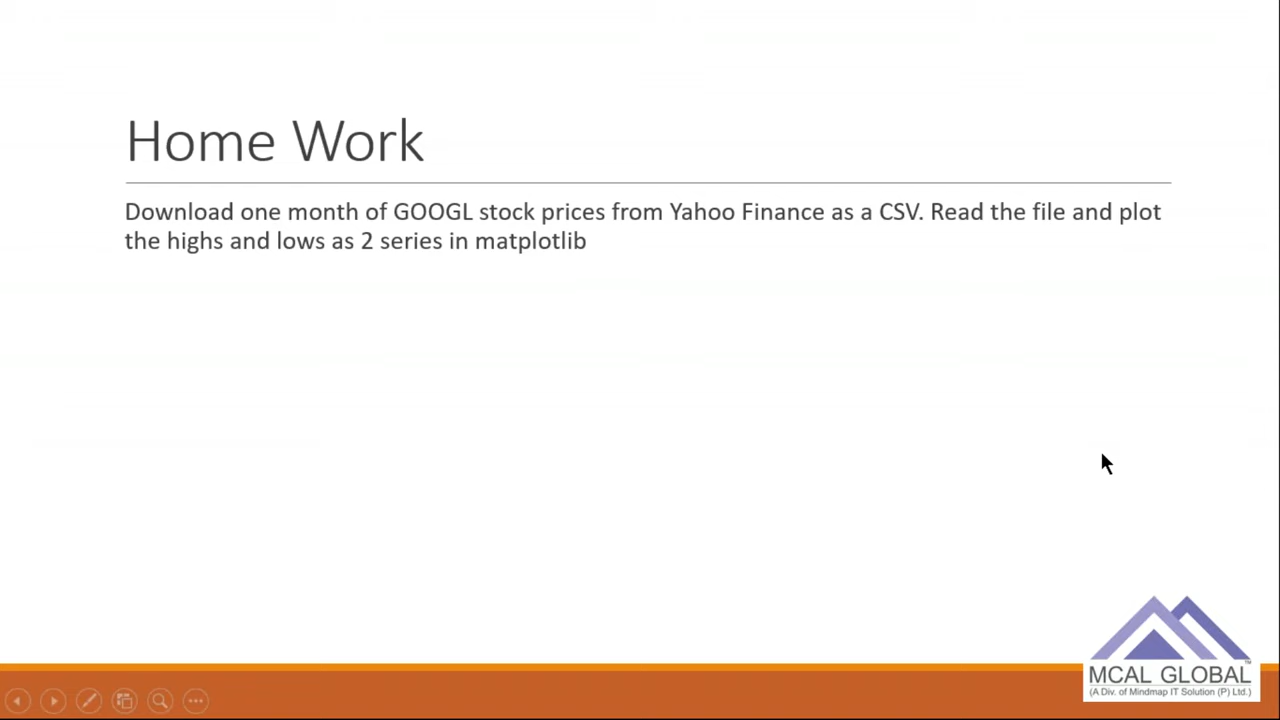 Home Work
Download one month of GOOGL stock prices from Yahoo Finance as a CSV. Read the file and plot
the highs and lows as 2 series in matplotlib
MCAL GLOBAL™
(A Div. of Mindmap IT Solution (P) Ltd.)